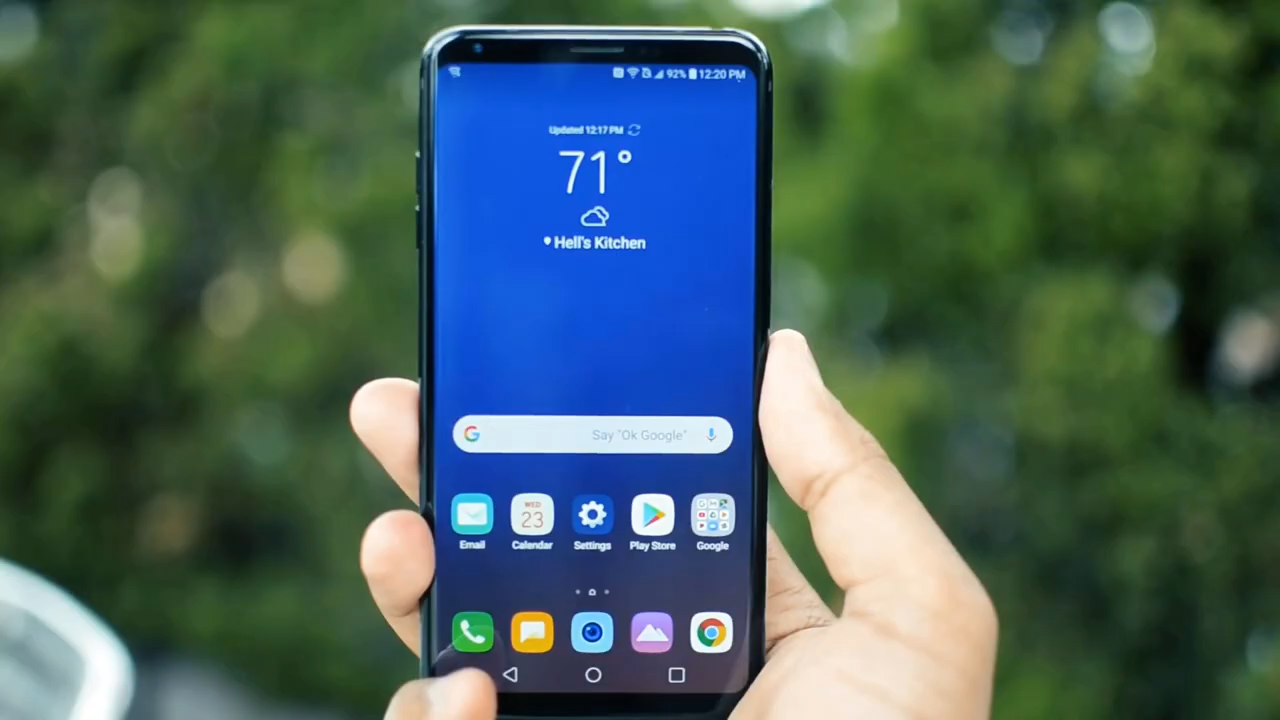 92% 12:20 PM
Updated 12:17 PM
71°
Hell's Kitchen
G Say "Ok Google"
WED
23
Email Calendar Settings Play Store Google